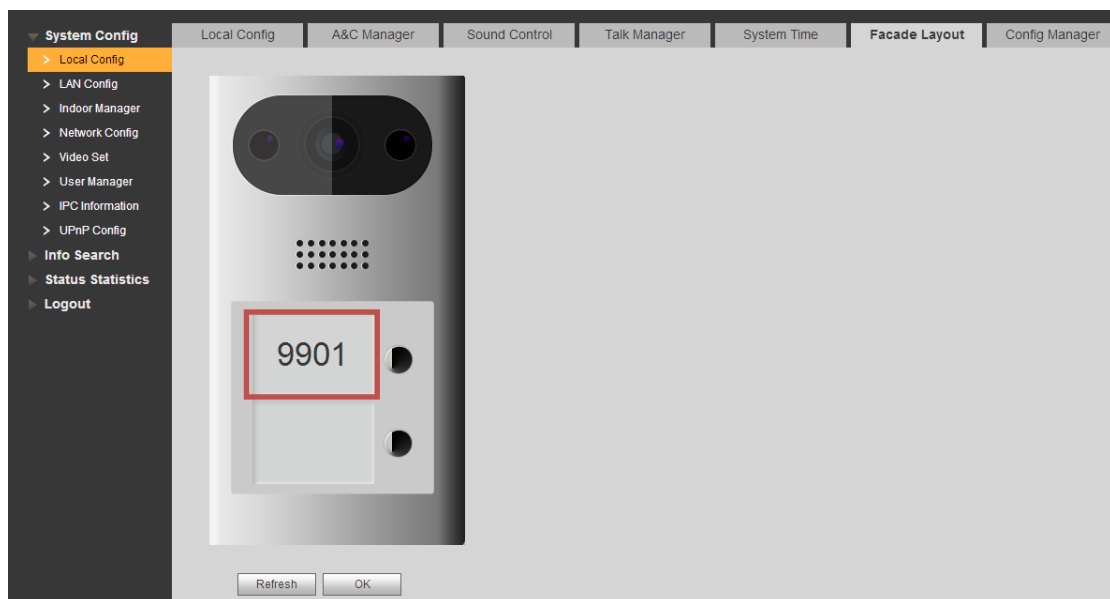 System Config
Local Config
LAN Config
Indoor Manager
Network Config
Video Set
User Manager
IPC Information
UPnP Config
Info Search
Status Statistics
Logout
Local Config A&C Manager Sound Control Talk Manager System Time Facade Layout Config Manager
9901
Refresh OK